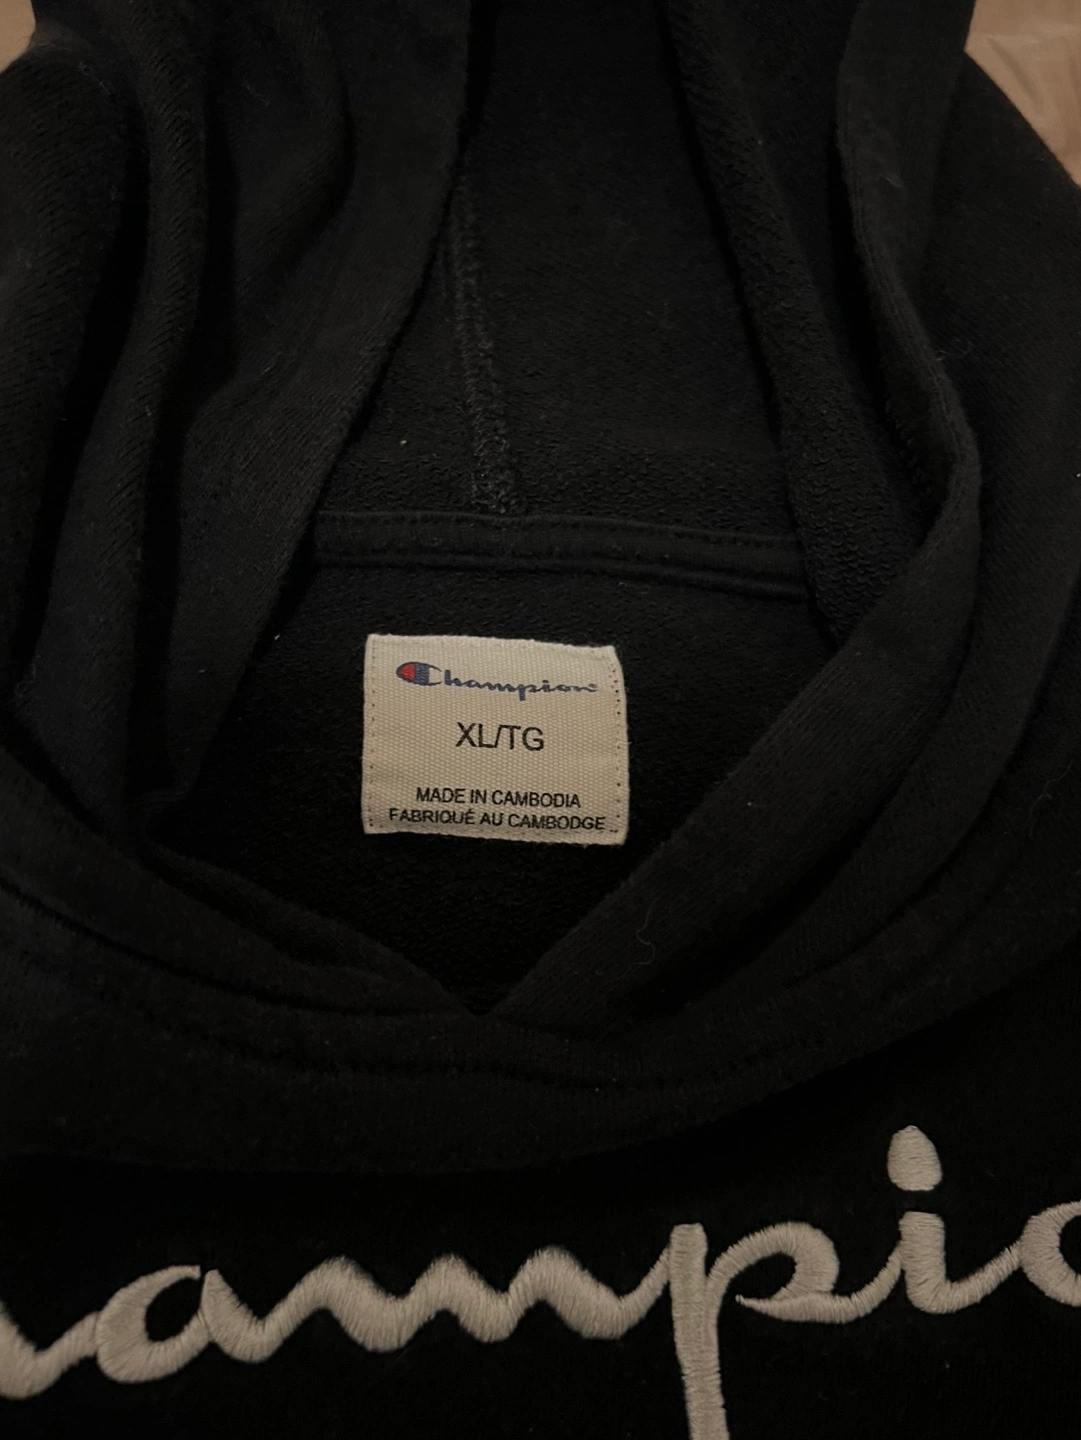 Champion
XL/TG
MADE IN CAMBODIA
FABRIQUÉ AU CAMBODGE
hampio